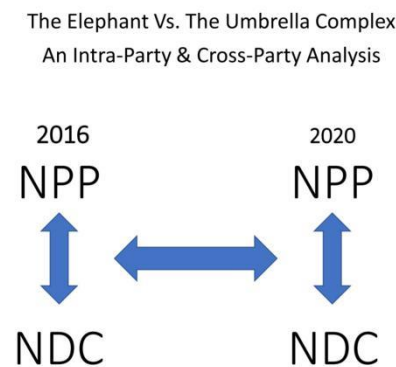 The Elephant Vs. The Umbrella Complex
An Intra-Party & Cross-Party Analysis
2016 2020
NPP NPP
NDC NDC